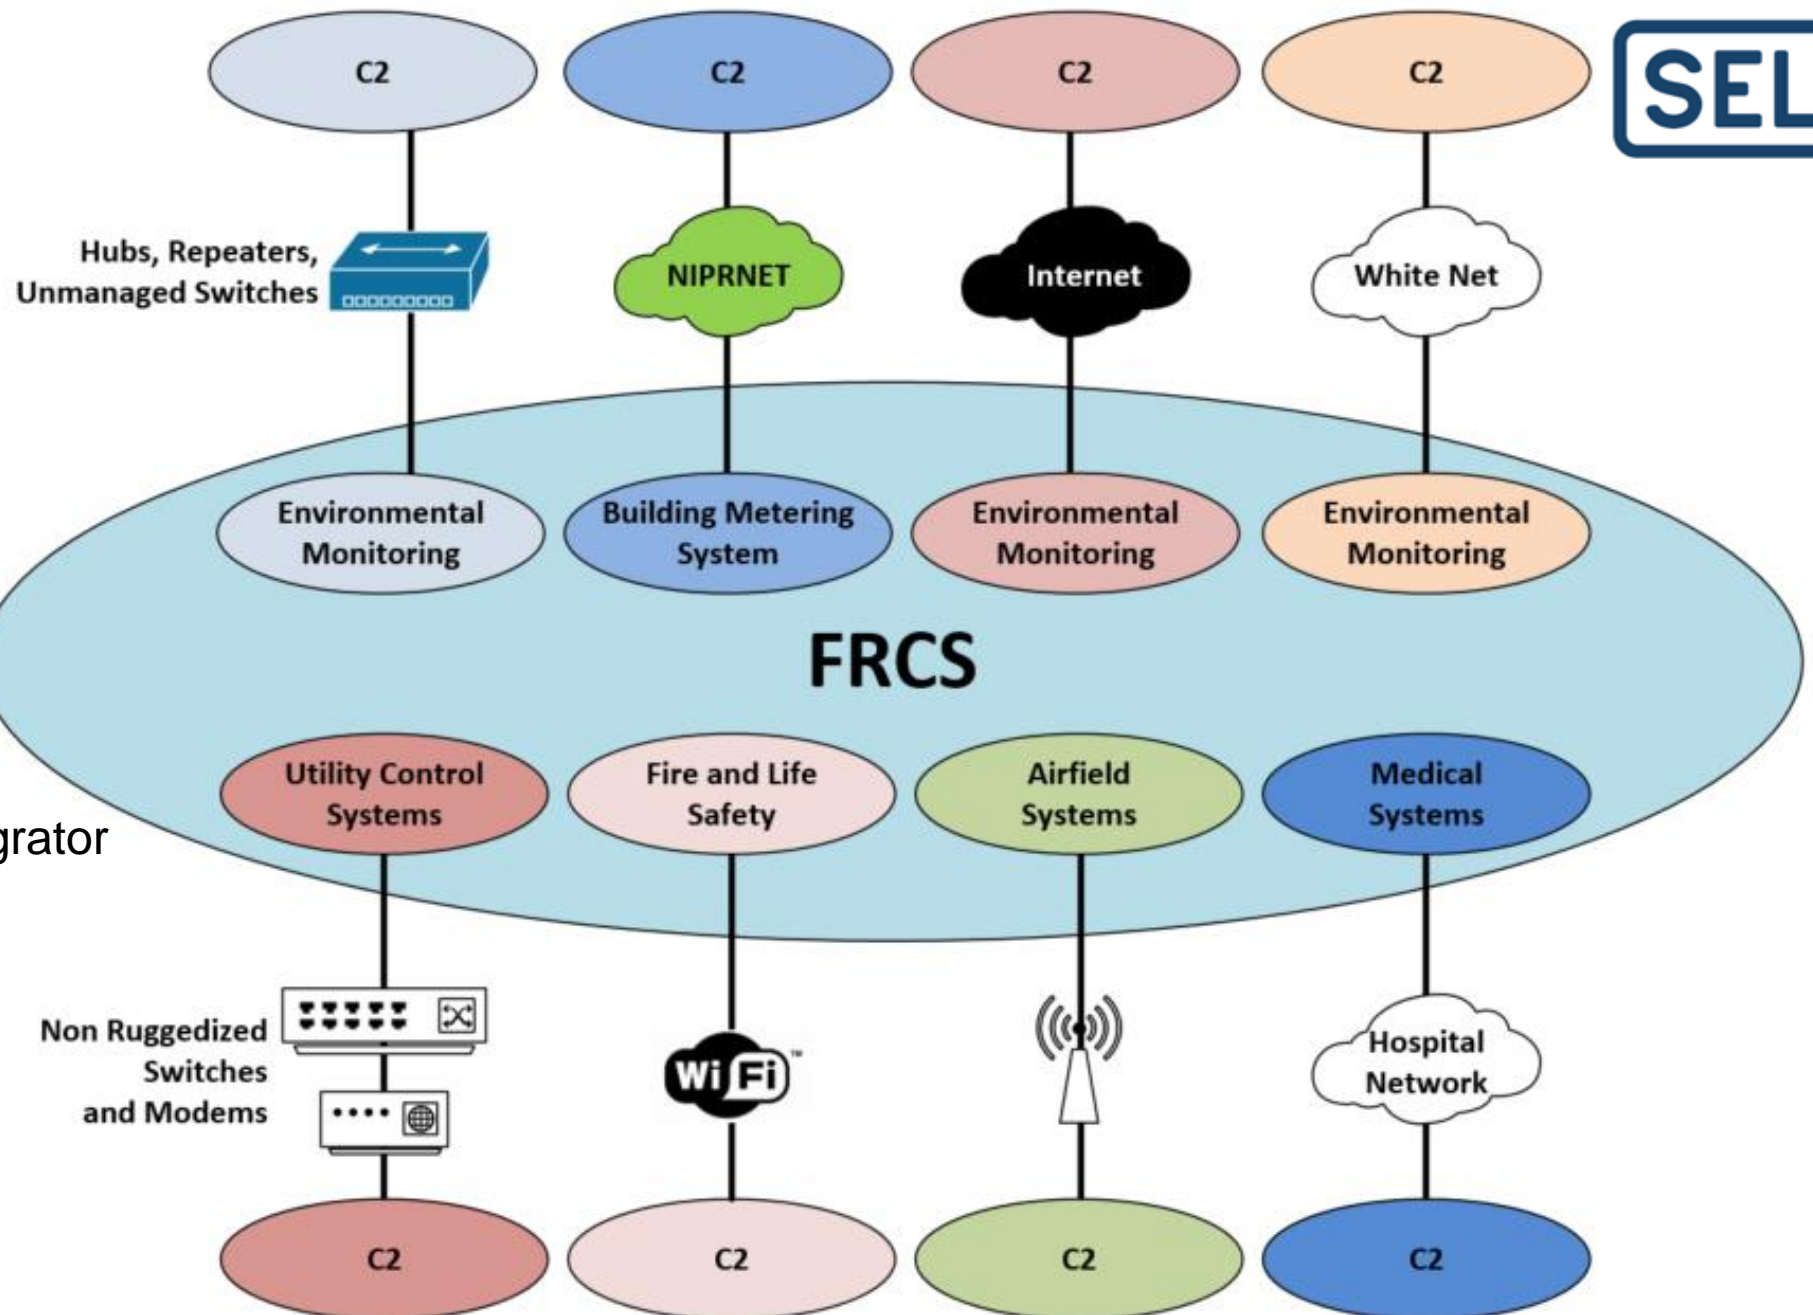 C2
C2
C2
C2
SEL
Hubs, Repeaters,
Unmanaged Switches
NIPRNET
Internet
White Net
Environmental
Monitoring
Building Metering
System
Environmental
Monitoring
Environmental
Monitoring
FRCS
Utility Control
Systems
Fire and Life
Safety
Airfield
Systems
Medical
Systems
grator
Non Ruggedized
Switches
and Modems
WiFi™
Hospital
Network
C2
C2
C2
C2